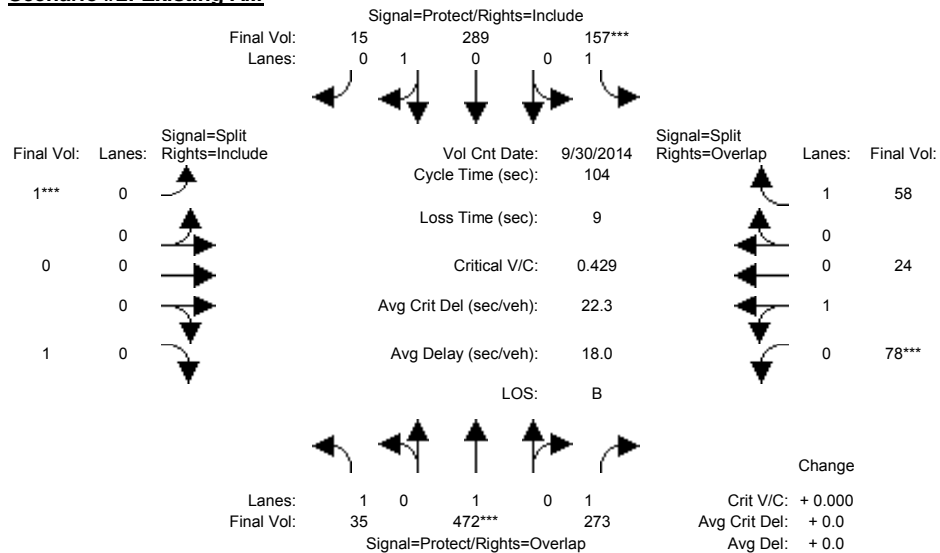 Signal=Protect/Rights=Include
Final Vol: 15 289 157***
Lanes: 0 1 0 0 1
Signal=Split
Final Vol: Lanes: Rights=Include
Vol Cnt Date: 9/30/2014
Signal=Split
Rights=Overlap Lanes: Final Vol:
Cycle Time (sec): 104
1*** 0
1 58
Loss Time (sec): 9
0
0
0 0
Critical V/C: 0.429
0 24
0
Avg Crit Del (sec/veh): 22.3
1
1 0
Avg Delay (sec/veh): 18.0
0 78***
LOS: B
Lanes: 1 0 1 0 1
Final Vol: 35 472*** 273
Signal=Protect/Rights=Overlap
Change
Crit V/C: + 0.000
Avg Crit Del: + 0.0
Avg Del: + 0.0